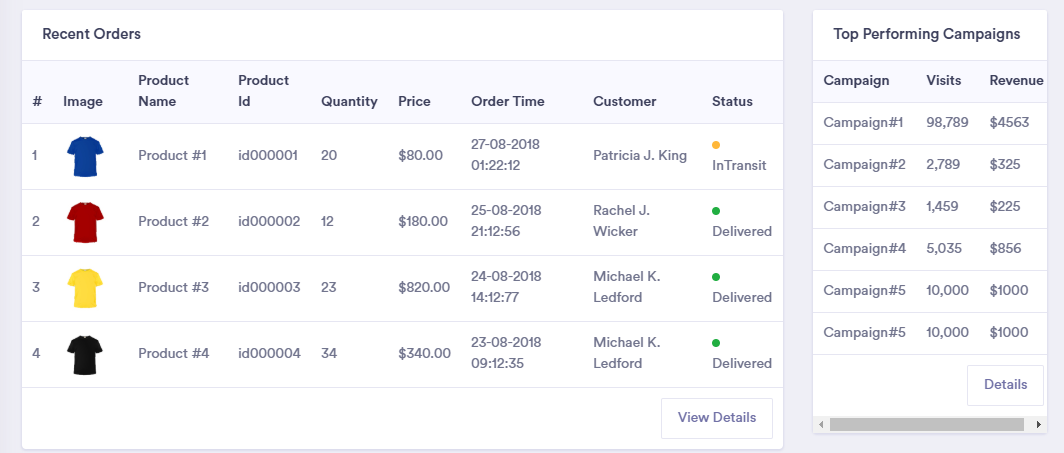 Recent Orders
# Image Product Name Product Id Quantity Price Order Time Customer Status
1 Product #1 id000001 20 $80.00 27-08-2018 01:22:12 Patricia J. King InTransit
2 Product #2 id000002 12 $180.00 25-08-2018 21:12:56 Rachel J. Wicker Delivered
3 Product #3 id000003 23 $820.00 24-08-2018 14:12:77 Michael K. Ledford Delivered
4 Product #4 id000004 34 $340.00 23-08-2018 09:12:35 Michael K. Ledford Delivered
View Details
Top Performing Campaigns
Campaign Visits Revenue
Campaign#1 98,789 $4563
Campaign#2 2,789 $325
Campaign#3 1,459 $225
Campaign#4 5,035 $856
Campaign#5 10,000 $1000
Campaign#5 10,000 $1000
Details